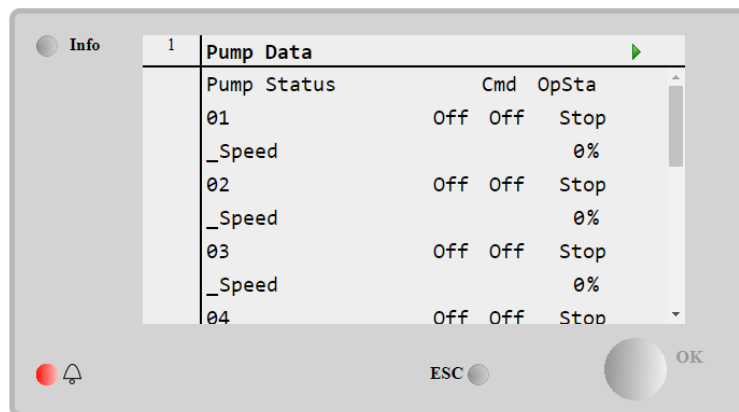 Info
1 Pump Data
Pump Status Cmd OpSta
01 Off Off Stop
_Speed 0%
02 Off Off Stop
_Speed 0%
03 Off Off Stop
_Speed 0%
04 Off Off Stop
ESC
OK